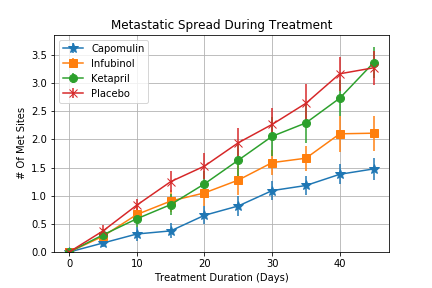 Metastatic Spread During Treatment
Capomulin
Infubinol
Ketapril
Placebo
# Of Met Sites
3.5
3.0
2.5
2.0
1.5
1.0
0.5
0.0
0 10 20 30 40
Treatment Duration (Days)